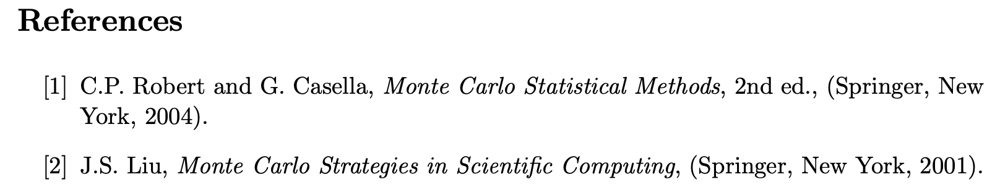 References
[1] C.P. Robert and G. Casella, Monte Carlo Statistical Methods, 2nd ed., (Springer, New
York, 2004).
[2] J.S. Liu, Monte Carlo Strategies in Scientific Computing, (Springer, New York, 2001).